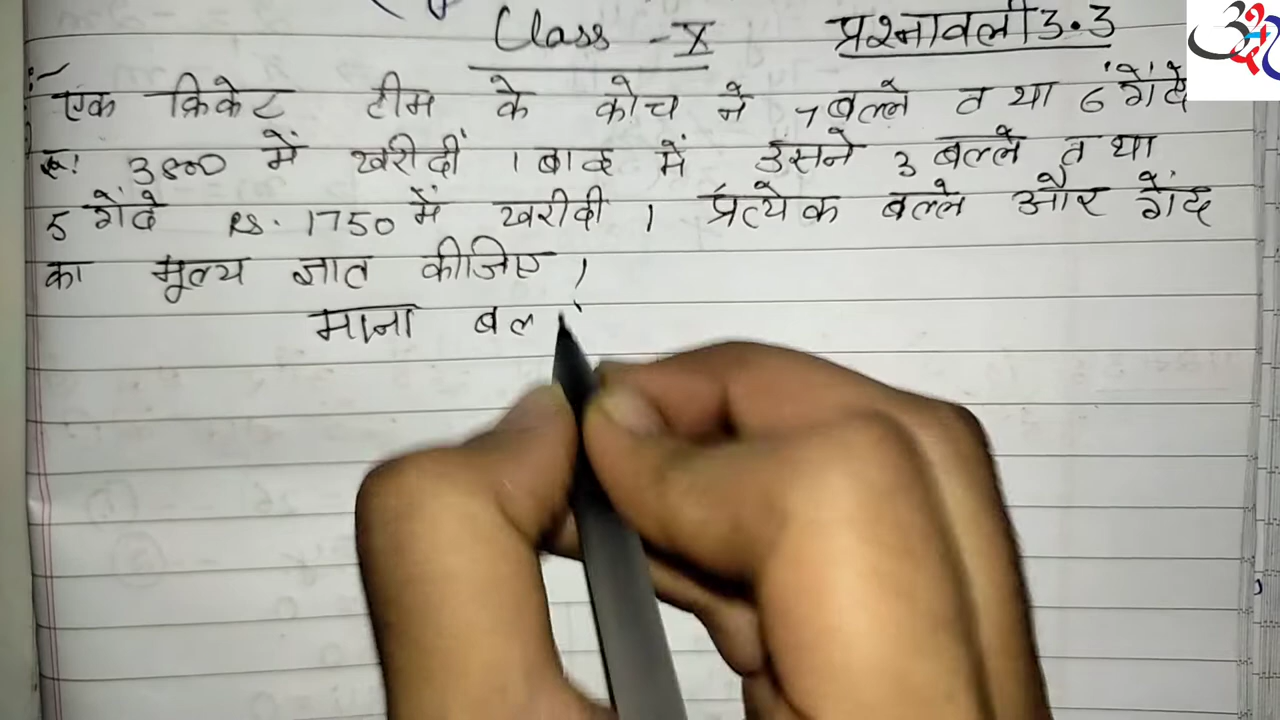 Class - X प्रश्नावली 3.3
एक क्रिकेट टीम के कोच ने 7 बल्ले तथा 6 गेंदें
रू! 3800 में खरीदीं । बाद में उसने 3 बल्ले तथा
5 गेंदें Rs. 1750 में खरीदी । प्रत्येक बल्ले और गेंद
का मूल्य ज्ञात कीजिए ।
माना बल